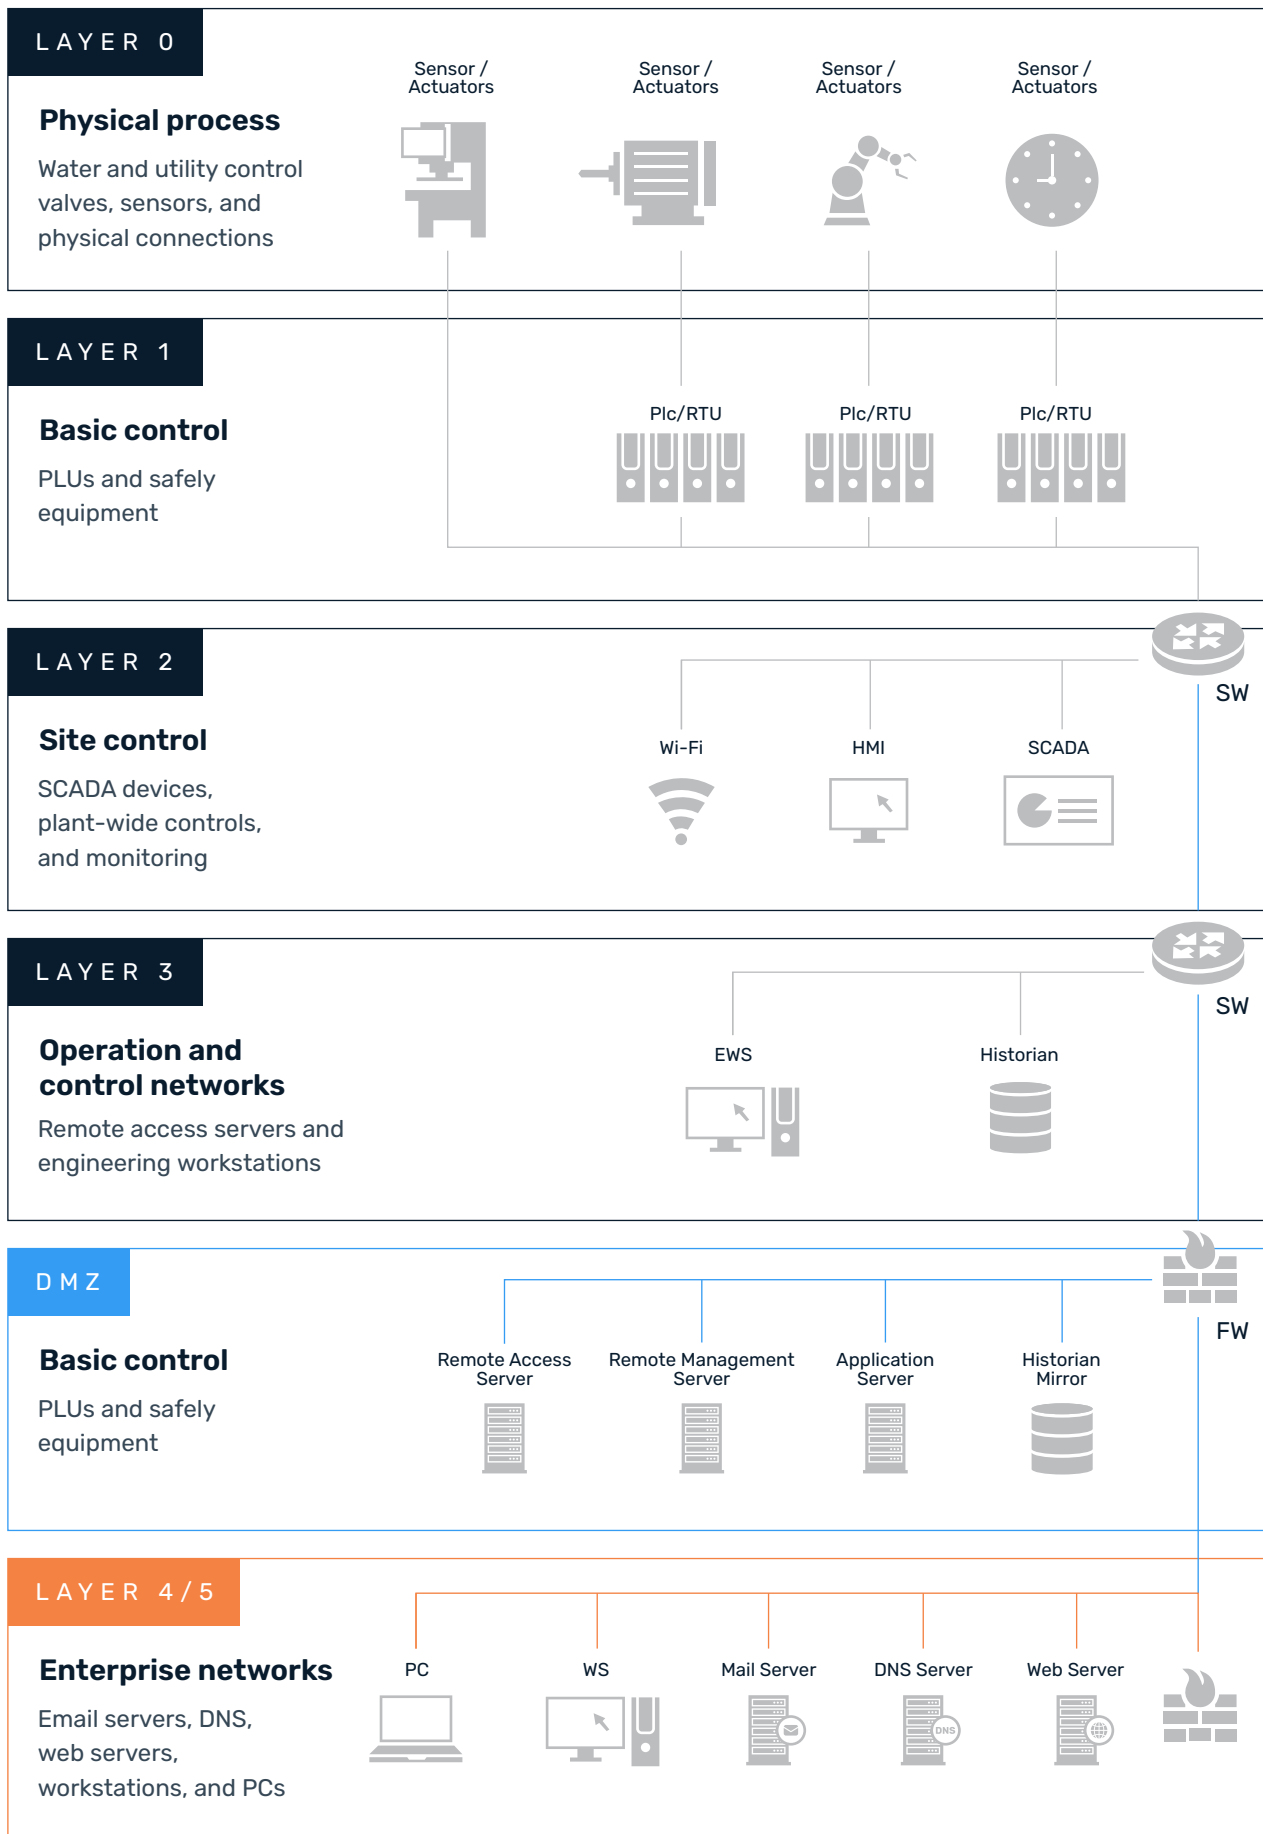 LAYER 0
Sensor /
Actuators
Sensor /
Actuators
Sensor /
Actuators
Sensor /
Actuators
Physical process
Water and utility control
valves, sensors, and
physical connections
LAYER 1
Plc/RTU
Plc/RTU
Plc/RTU
Basic control
PLUs and safely
equipment
LAYER 2
SW
Site control
Wi-Fi
HMI
SCADA
SCADA devices,
plant-wide controls,
and monitoring
LAYER 3
SW
Operation and
control networks
EWS
Historian
Remote access servers and
engineering workstations
DMZ
FW
Basic control
Remote Access
Server
Remote Management
Server
Application
Server
Historian
Mirror
PLUs and safely
equipment
LAYER 4/5
Enterprise networks
PC
WS
Mail Server
DNS Server
Web Server
DNS
Email servers, DNS,
web servers,
workstations, and PCs